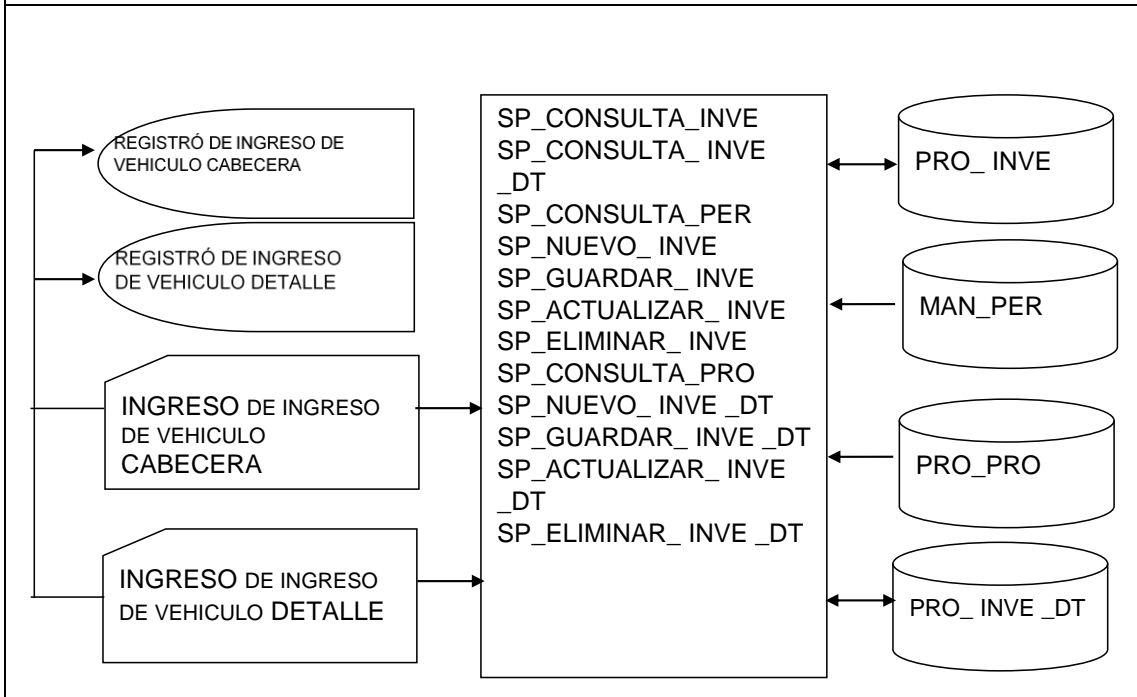 REGISTRÓ DE INGRESO DE
VEHICULO CABECERA
REGISTRÓ DE INGRESO
DE VEHICULO DETALLE
INGRESO DE INGRESO
DE VEHICULO
CABECERA
INGRESO DE INGRESO
DE VEHICULO DETALLE
SP_CONSULTA_INVE
SP_CONSULTA_ INVE
_DT
SP_CONSULTA_PER
SP_NUEVO_ INVE
SP_GUARDAR_ INVE
SP_ACTUALIZAR_ INVE
SP_ELIMINAR_ INVE
SP_CONSULTA_PRO
SP_NUEVO_ INVE _DT
SP_GUARDAR_ INVE _DT
SP_ACTUALIZAR_ INVE
_DT
SP_ELIMINAR_ INVE _DT
PRO_ INVE
MAN_PER
PRO_PRO
PRO_ INVE _DT